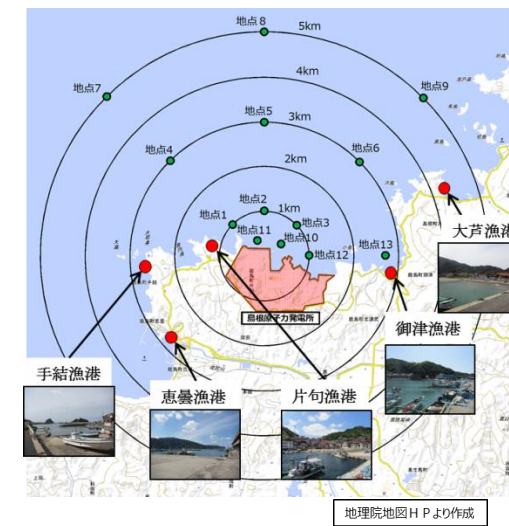 地点8
5km
地点7
4km
地点9
地点5
3km
地点4
地点6
2km
地点2
1km
地点1
地点3
地点11
地点10
地点12
地点13
大芦漁港
島根原子力発電所
御津漁港
手結漁港
恵曇漁港
片句漁港
地理院地図HPより作成